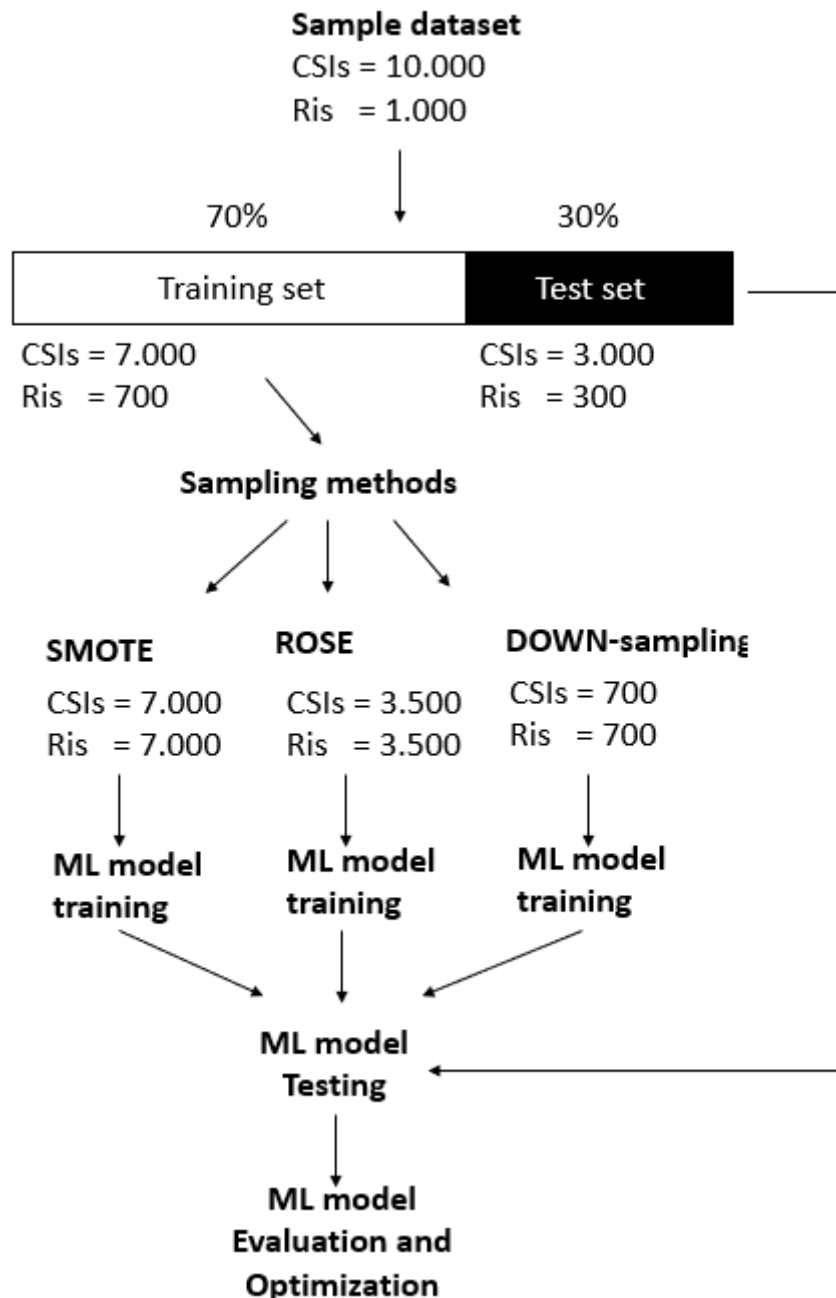 Sample dataset
CSIs = 10.000
Ris = 1.000
70%
30%
Training set
Test set
CSIs = 7.000
Ris = 700
CSIs = 3.000
Ris = 300
Sampling methods
SMOTE
CSIs = 7.000
Ris = 7.000
ROSE
CSIs = 3.500
Ris = 3.500
DOWN-sampling
CSIs = 700
Ris = 700
ML model
training
ML model
training
ML model
training
ML model
Testing
ML model
Evaluation and
Optimization